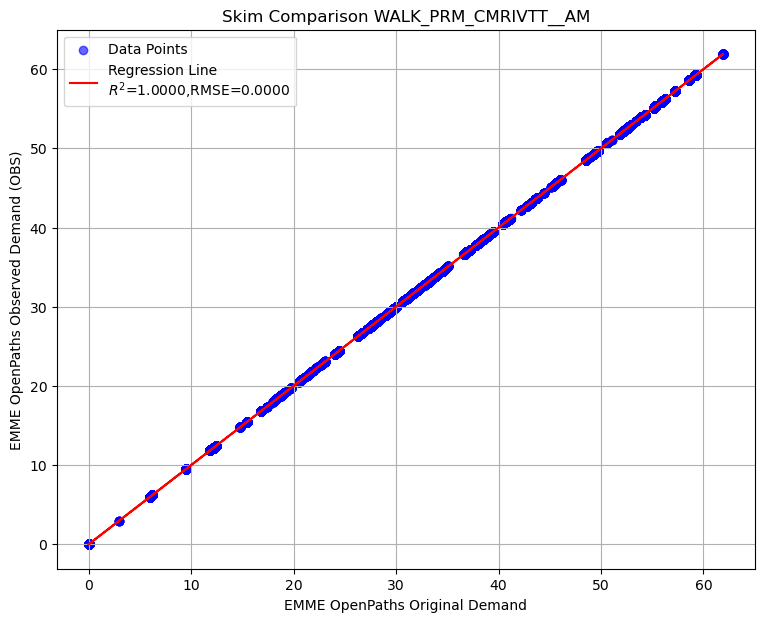 Skim Comparison WALK_PRM_CMRIVTT__AM
Data Points
Regression Line
R²=1.0000,RMSE=0.0000
EMME OpenPaths Observed Demand (OBS)
60
50
40
30
20
10
0
0 10 20 30 40 50 60
EMME OpenPaths Original Demand